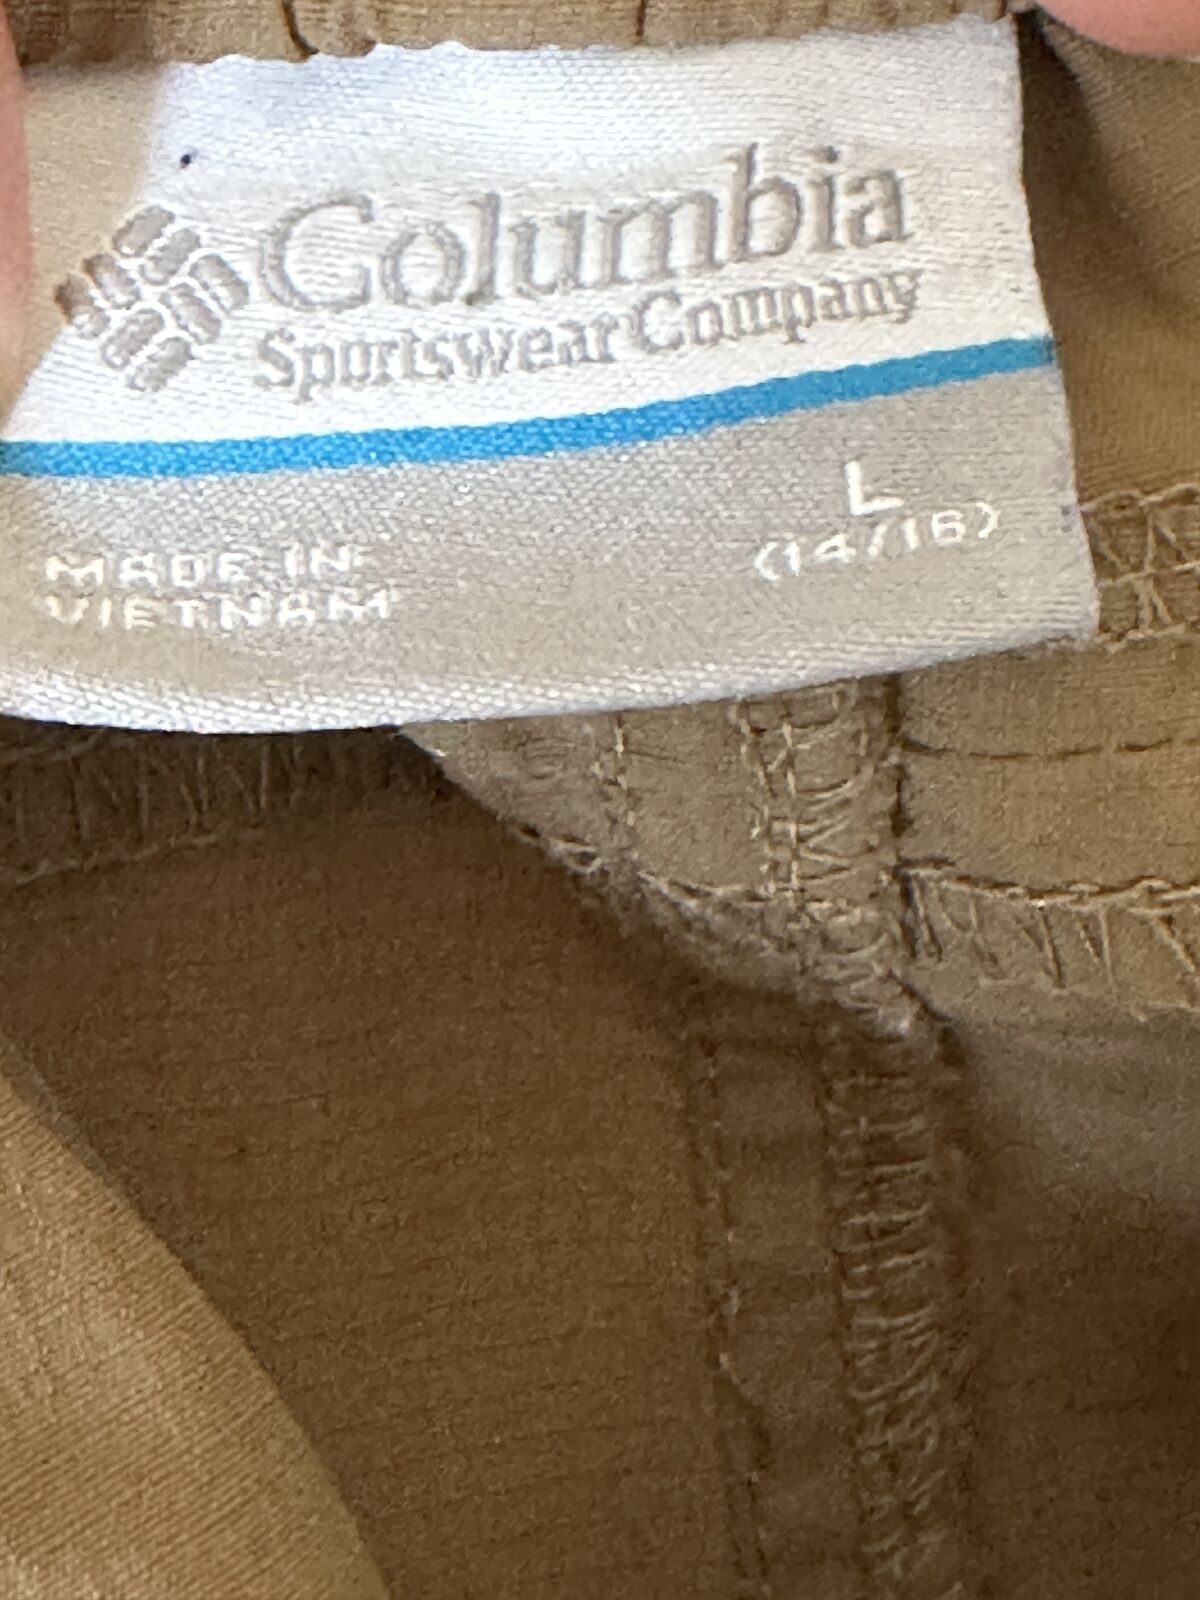 Columbia
Sportswear Company
L
(14/16)
MADE IN
VIETNAM